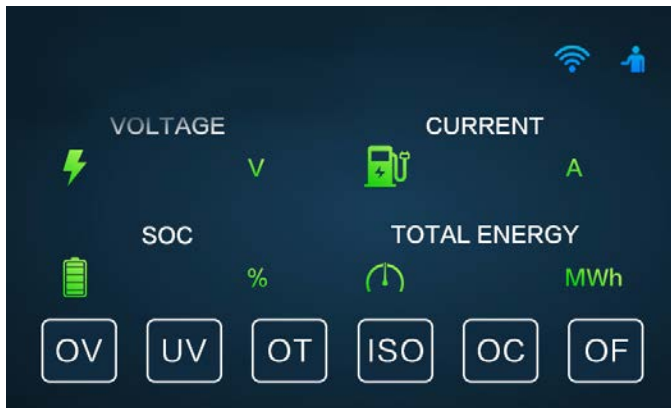 VOLTAGE CURRENT
V A
SOC TOTAL ENERGY
% MWh
OV UV OT ISO OC OF